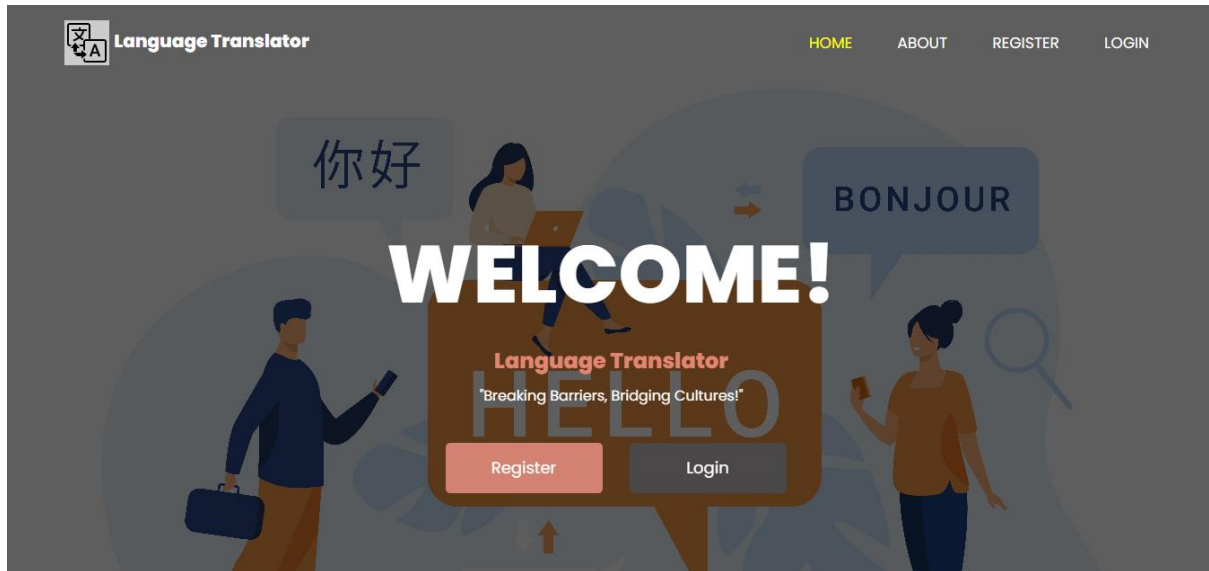 文 A
Language Translator
HOME ABOUT REGISTER LOGIN
你好
BONJOUR
WELCOME!
Language Translator
HELLO
"Breaking Barriers, Bridging Cultures!"
Register Login